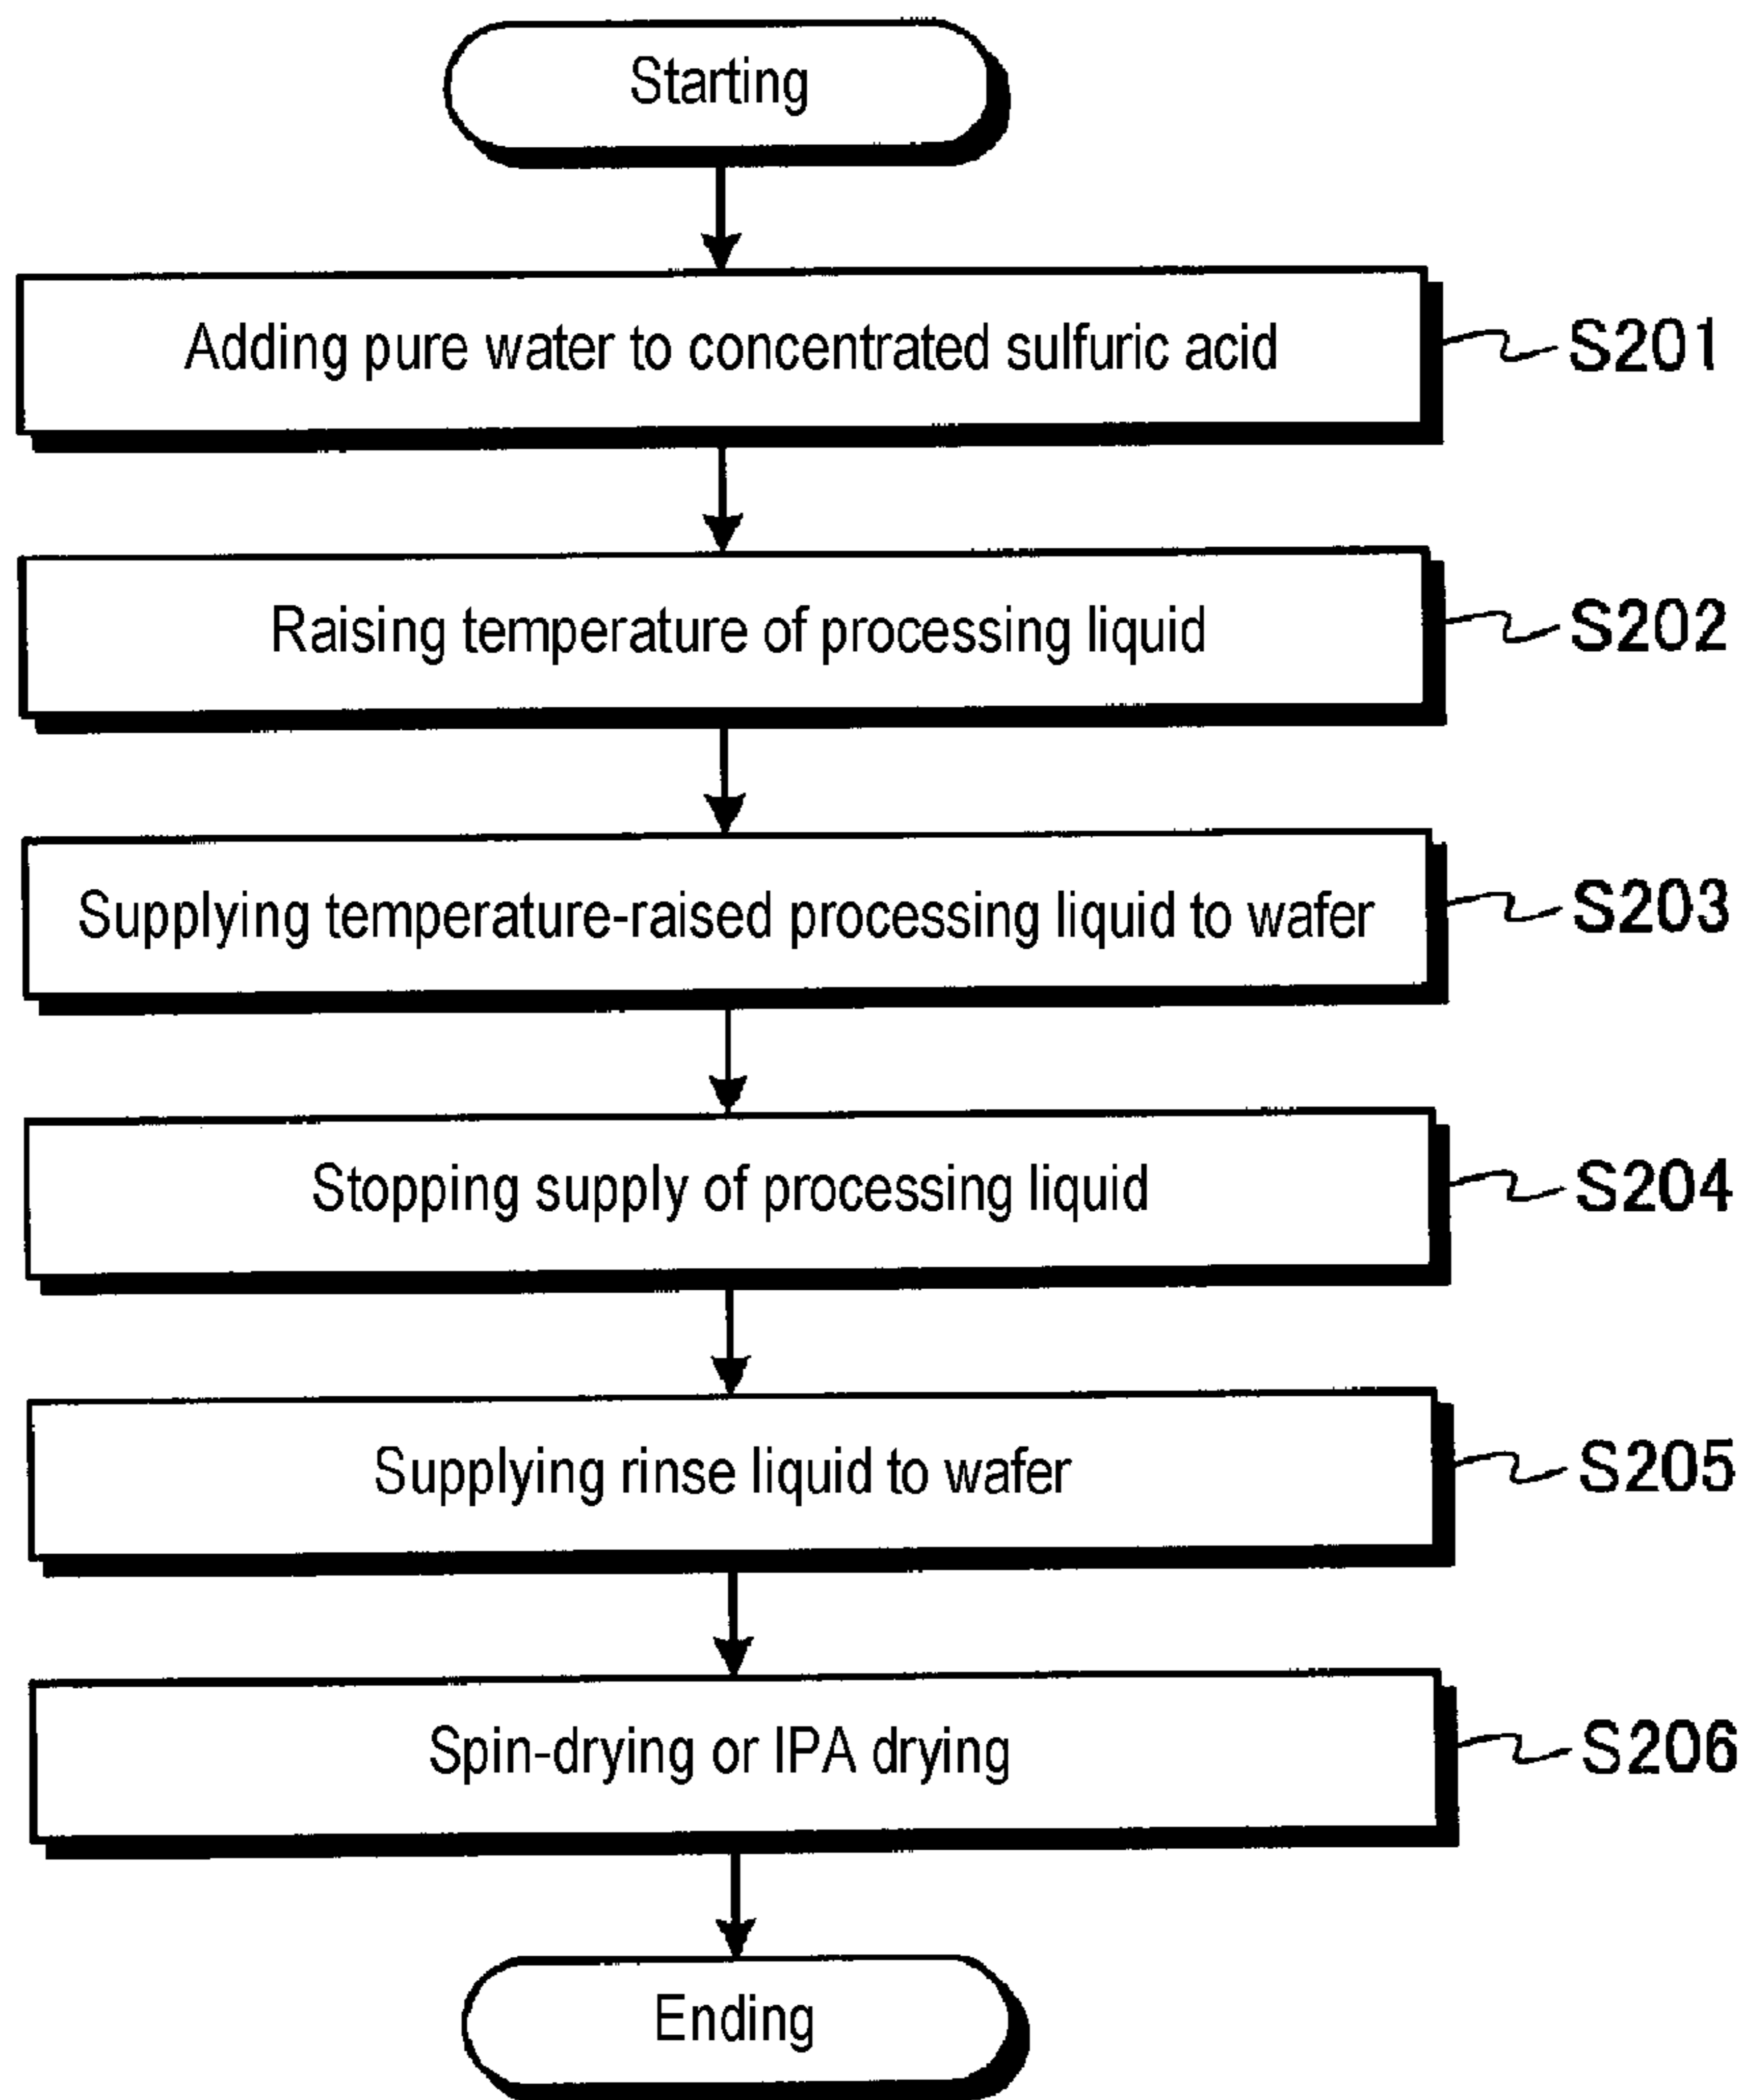 Starting
Adding pure water to concentrated sulfuric acid
S201
Raising temperature of processing liquid
S202
Supplying temperature-raised processing liquid to wafer
S203
Stopping supply of processing liquid
S204
Supplying rinse liquid to wafer
S205
Spin-drying or IPA drying
S206
Ending